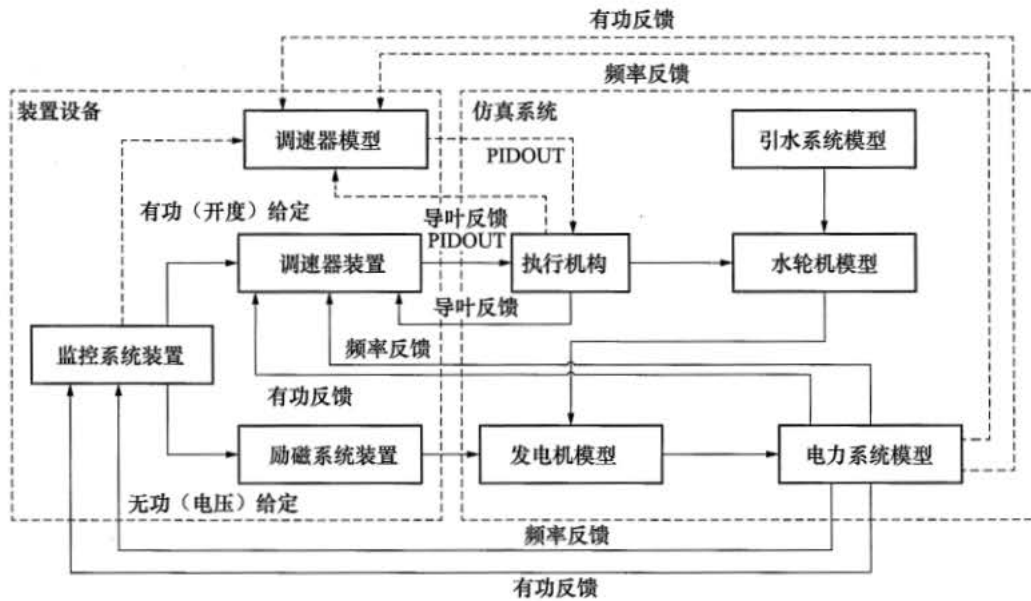 有功反馈
频率反馈
装置设备
仿真系统
调速器模型
引水系统模型
PIDOUT
有功（开度）给定
导叶反馈
PIDOUT
调速器装置
执行机构
水轮机模型
导叶反馈
监控系统装置
频率反馈
有功反馈
励磁系统装置
发电机模型
电力系统模型
无功（电压）给定
频率反馈
有功反馈